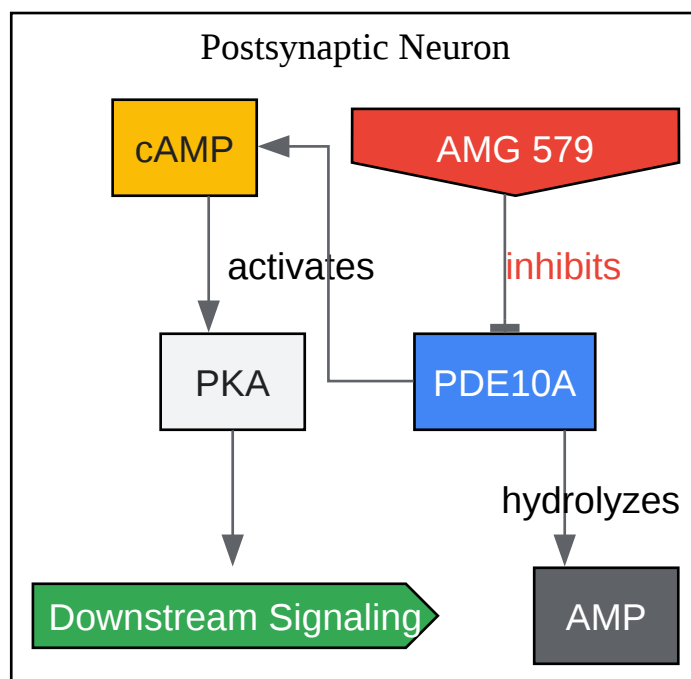 Postsynaptic Neuron
cAMP
AMG 579
activates
inhibits
PKA
PDE10A
hydrolyzes
Downstream Signaling
AMP